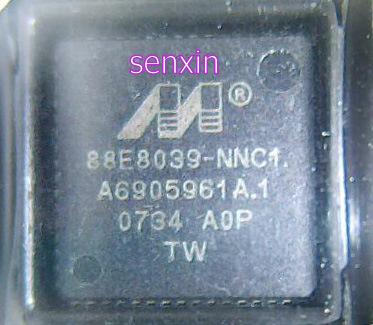 senxin
®
88E8039-NNC1.
A6905961A.1
0734 A0P
TW